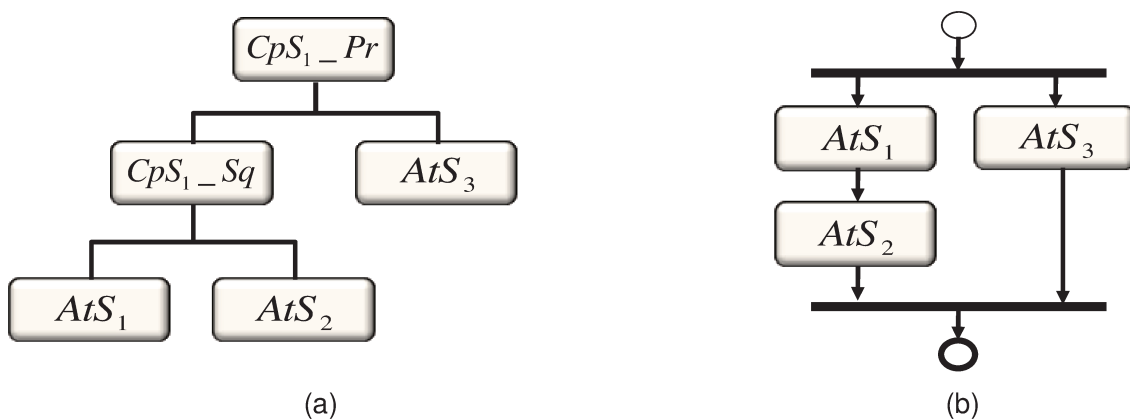 CpS₁_Pr
CpS₁_Sq
AtS₃
AtS₁
AtS₂
(a)
AtS₁
AtS₃
AtS₂
(b)